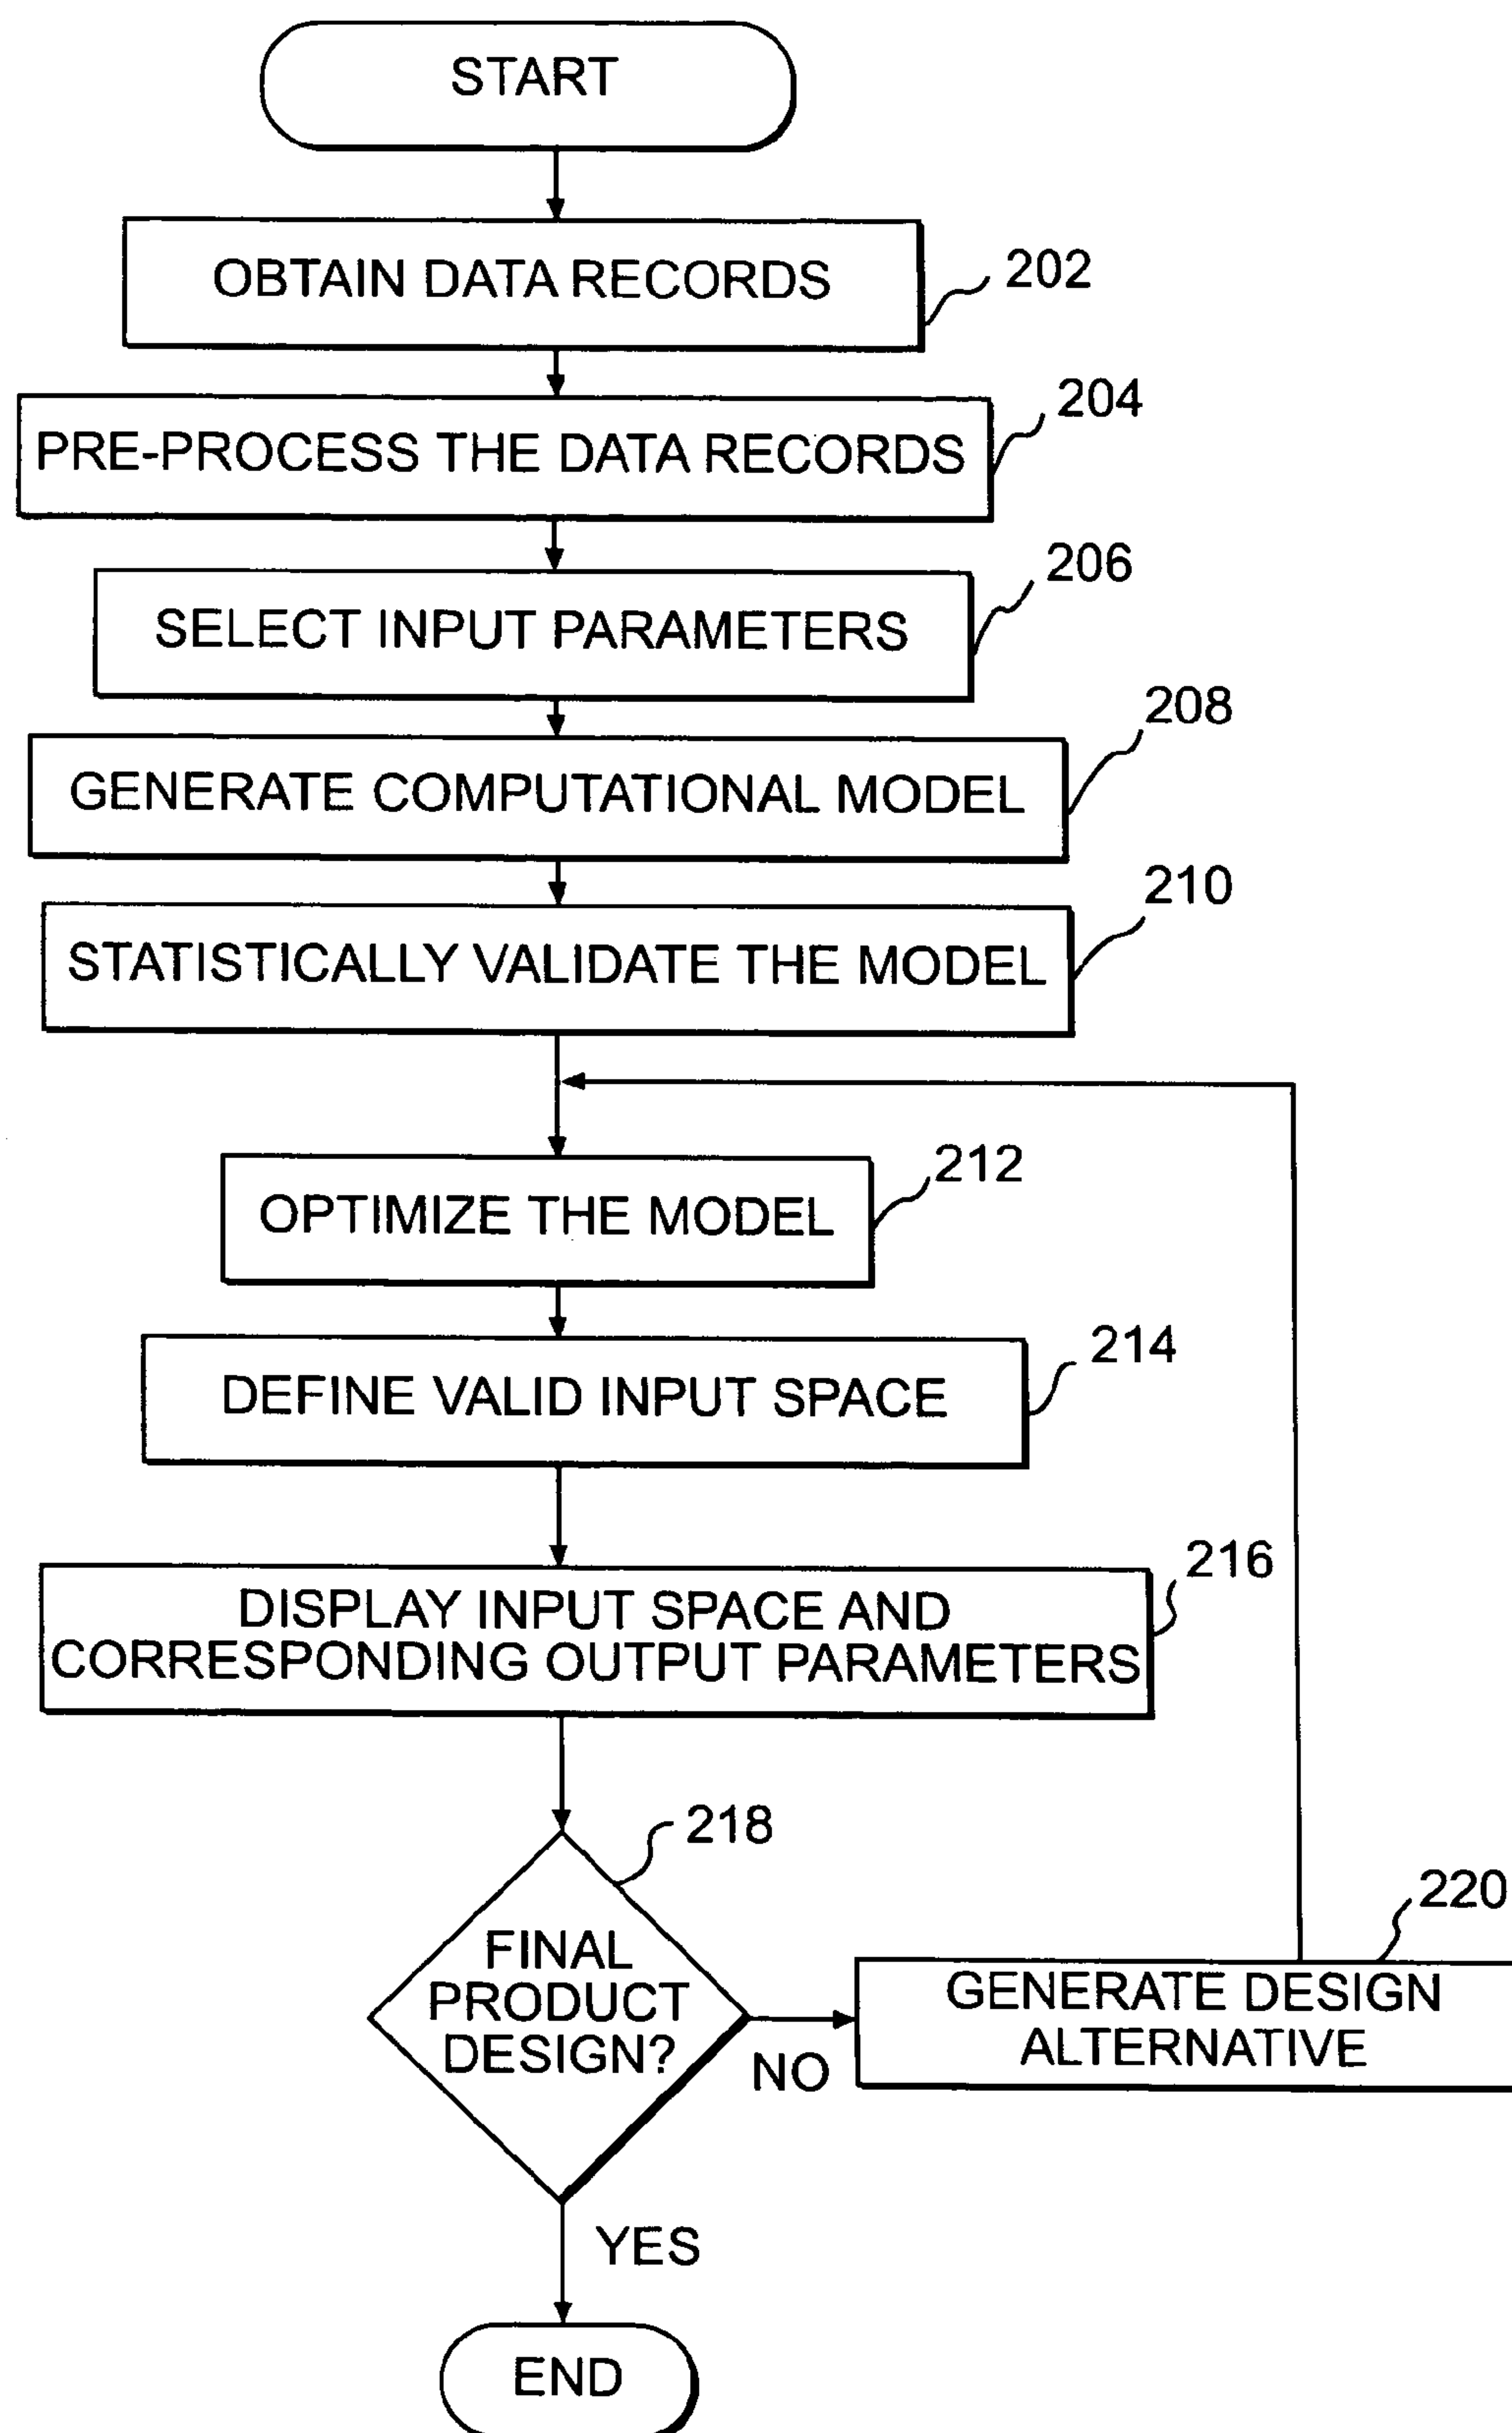 START
OBTAIN DATA RECORDS
202
PRE-PROCESS THE DATA RECORDS
204
SELECT INPUT PARAMETERS
206
GENERATE COMPUTATIONAL MODEL
208
STATISTICALLY VALIDATE THE MODEL
210
OPTIMIZE THE MODEL
212
DEFINE VALID INPUT SPACE
214
DISPLAY INPUT SPACE AND
CORRESPONDING OUTPUT PARAMETERS
216
FINAL
PRODUCT
DESIGN?
218
NO
GENERATE DESIGN
ALTERNATIVE
220
YES
END